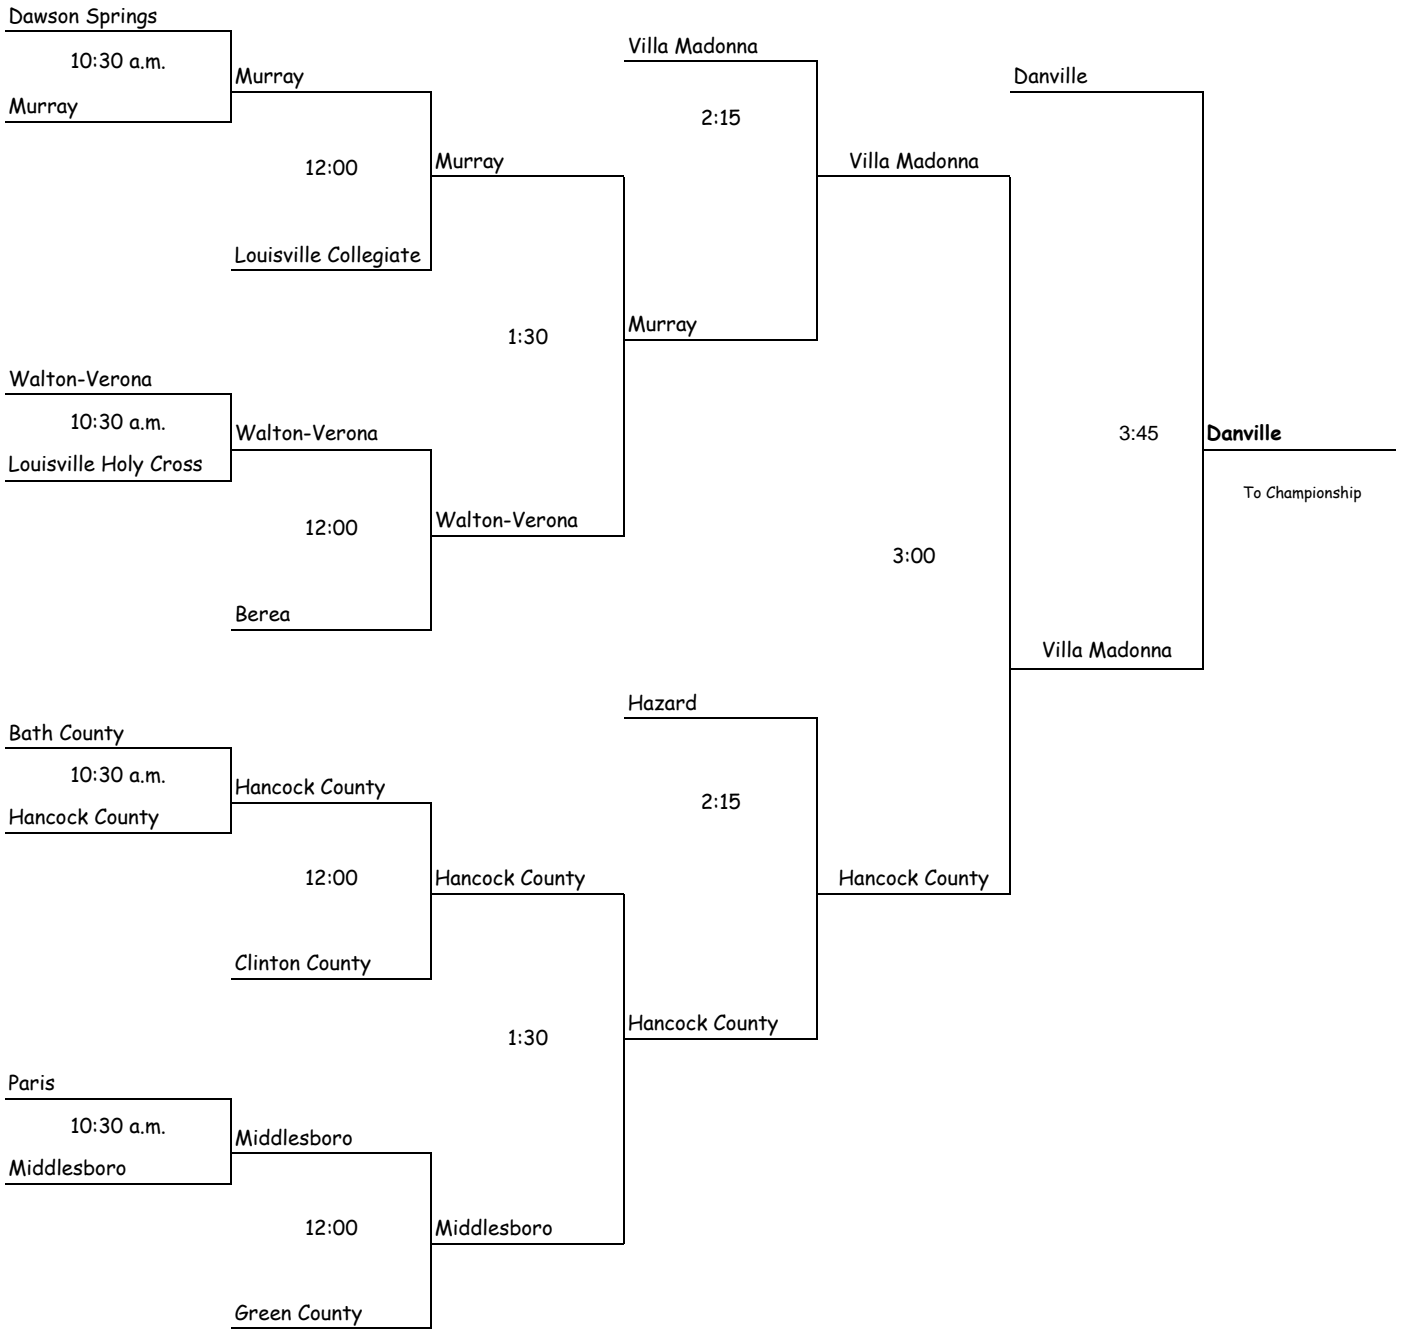 Dawson Springs
10:30 a.m.
Murray
Murray
12:00
Louisville Collegiate
Murray
1:30
Walton-Verona
10:30 a.m.
Louisville Holy Cross
Walton-Verona
12:00
Berea
Walton-Verona
Villa Madonna
2:15
Murray
Villa Madonna
3:00
Danville
3:45
Danville
To Championship
Villa Madonna
Bath County
10:30 a.m.
Hancock County
Hancock County
12:00
Clinton County
Hancock County
1:30
Paris
10:30 a.m.
Middlesboro
Middlesboro
12:00
Green County
Middlesboro
Hazard
2:15
Hancock County
Hancock County